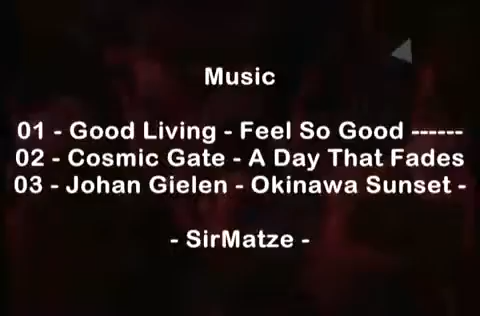 Music
01 - Good Living - Feel So Good ------
02 - Cosmic Gate - A Day That Fades
03 - Johan Gielen - Okinawa Sunset -
- SirMatze -